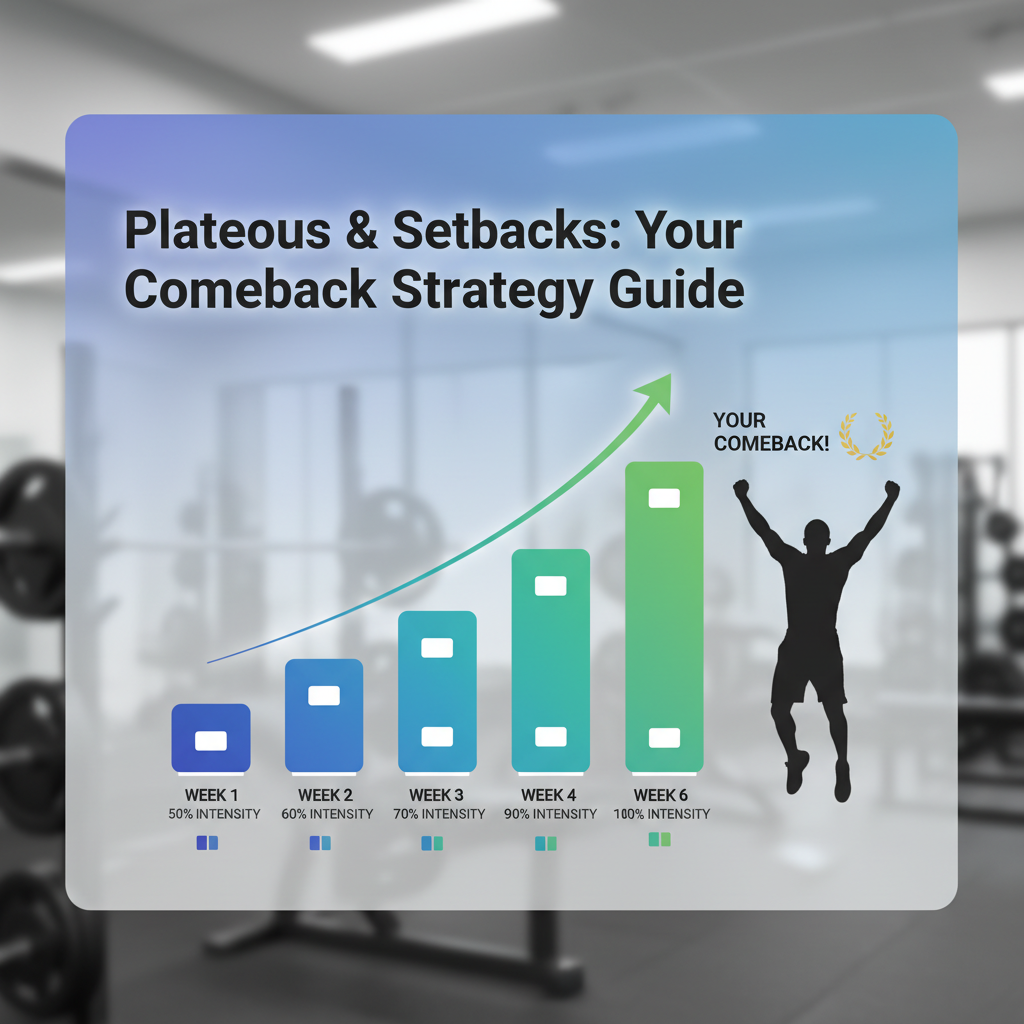 Plateous & Setbacks: Your
Comeback Strategy Guide
YOUR
COMEBACK!
WEEK 1
50% INTENSITY
WEEK 2
60% INTENSITY
WEEK 3
70% INTENSITY
WEEK 4
90% INTENSITY
WEEK 6
100% INTENSITY